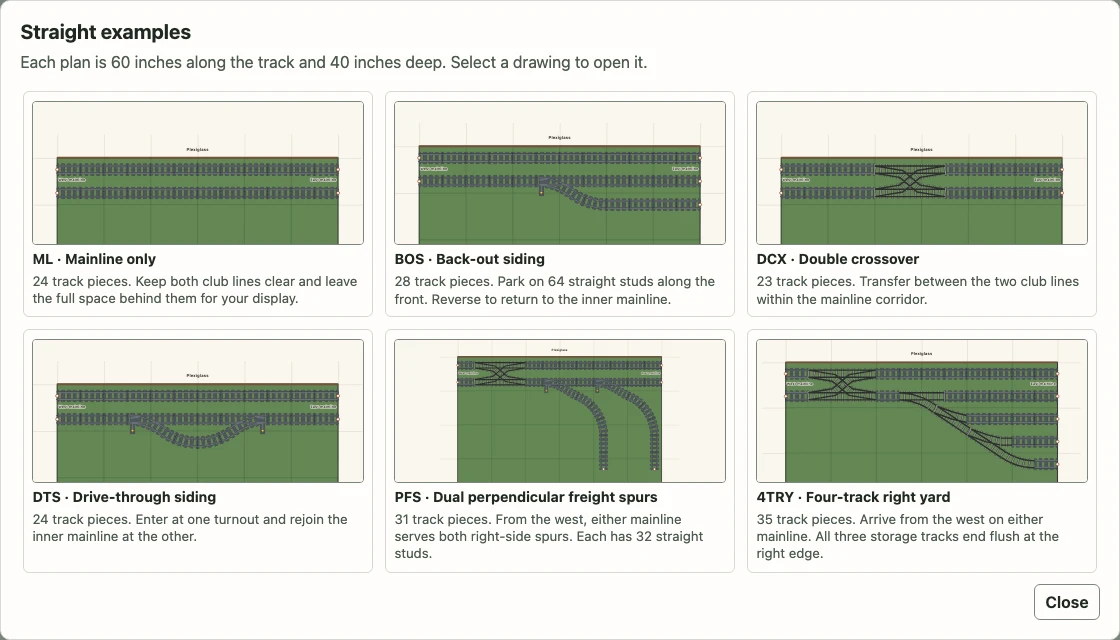 Straight examples
Each plan is 60 inches along the track and 40 inches deep. Select a drawing to open it.
Plexiglass
ML · Mainline only
24 track pieces. Keep both club lines clear and leave
the full space behind them for your display.
Plexiglass
BOS · Back-out siding
28 track pieces. Park on 64 straight studs along the
front. Reverse to return to the inner mainline.
Plexiglass
DCX · Double crossover
23 track pieces. Transfer between the two club lines
within the mainline corridor.
Plexiglass
DTS · Drive-through siding
24 track pieces. Enter at one turnout and rejoin the
inner mainline at the other.
Plexiglass
PFS · Dual perpendicular freight spurs
31 track pieces. From the west, either mainline
serves both right-side spurs. Each has 32 straight
studs.
Plexiglass
4TRY · Four-track right yard
35 track pieces. Arrive from the west on either
mainline. All three storage tracks end flush at the
right edge.
Close